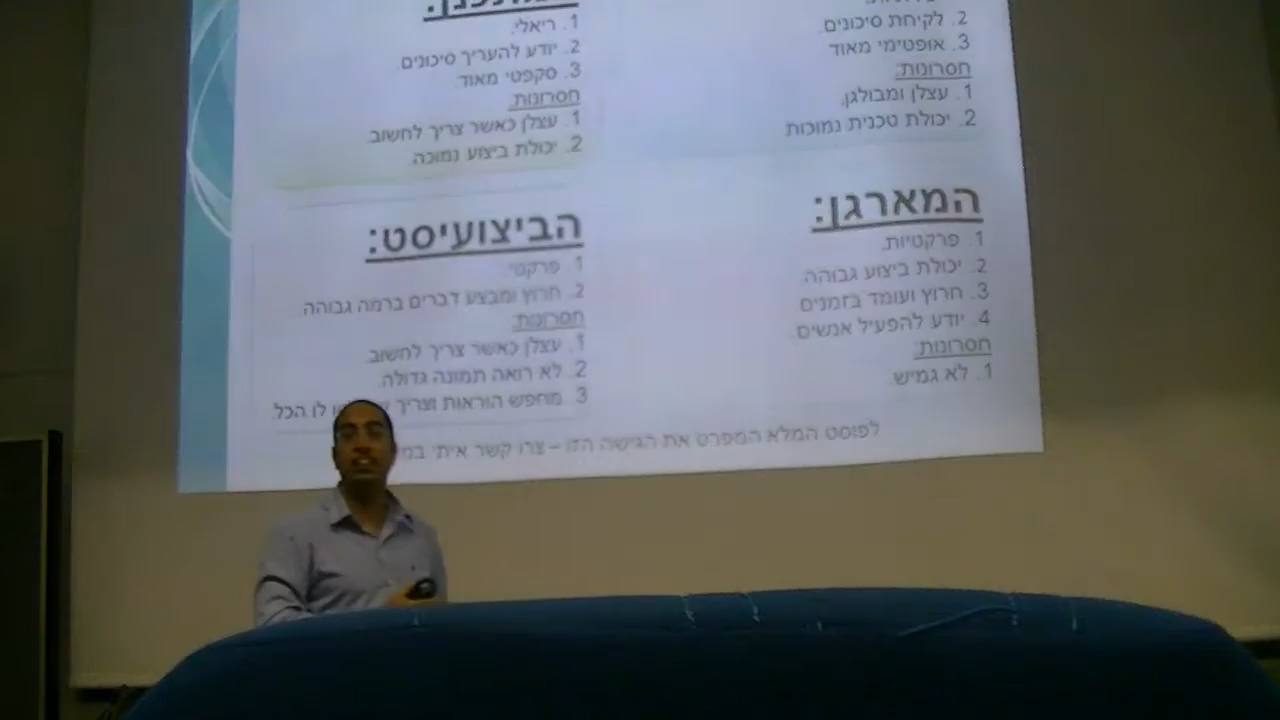 2. לקיחת סיכונים.
3. אופטימי מאוד
חסרונות:
1. עצלן ומבולגן.
2. יכולת טכנית נמוכות
1. ריאלי.
2. יודע להעריך סיכונים.
3. סקפטי מאוד.
חסרונות:
1. עצלן כאשר צריך לחשוב.
2. יכולת ביצוע נמוכה.
המארגן:
1. פרקטיות.
2. יכולת ביצוע גבוהה.
3. חרוץ ועומד בזמנים
4. יודע להפעיל אנשים.
חסרונות:
1. לא גמיש.
הביצועיסט:
1. פרקטי.
2. חרוץ ומבצע דברים ברמה גבוהה.
חסרונות:
1. עצלן כאשר צריך לחשוב.
2. לא רואה תמונה גדולה.
3. מחפש הוראות וצריך לו הכל.
לפוסט המלא המפרט את הגישה הזו – צרו קשר איתי